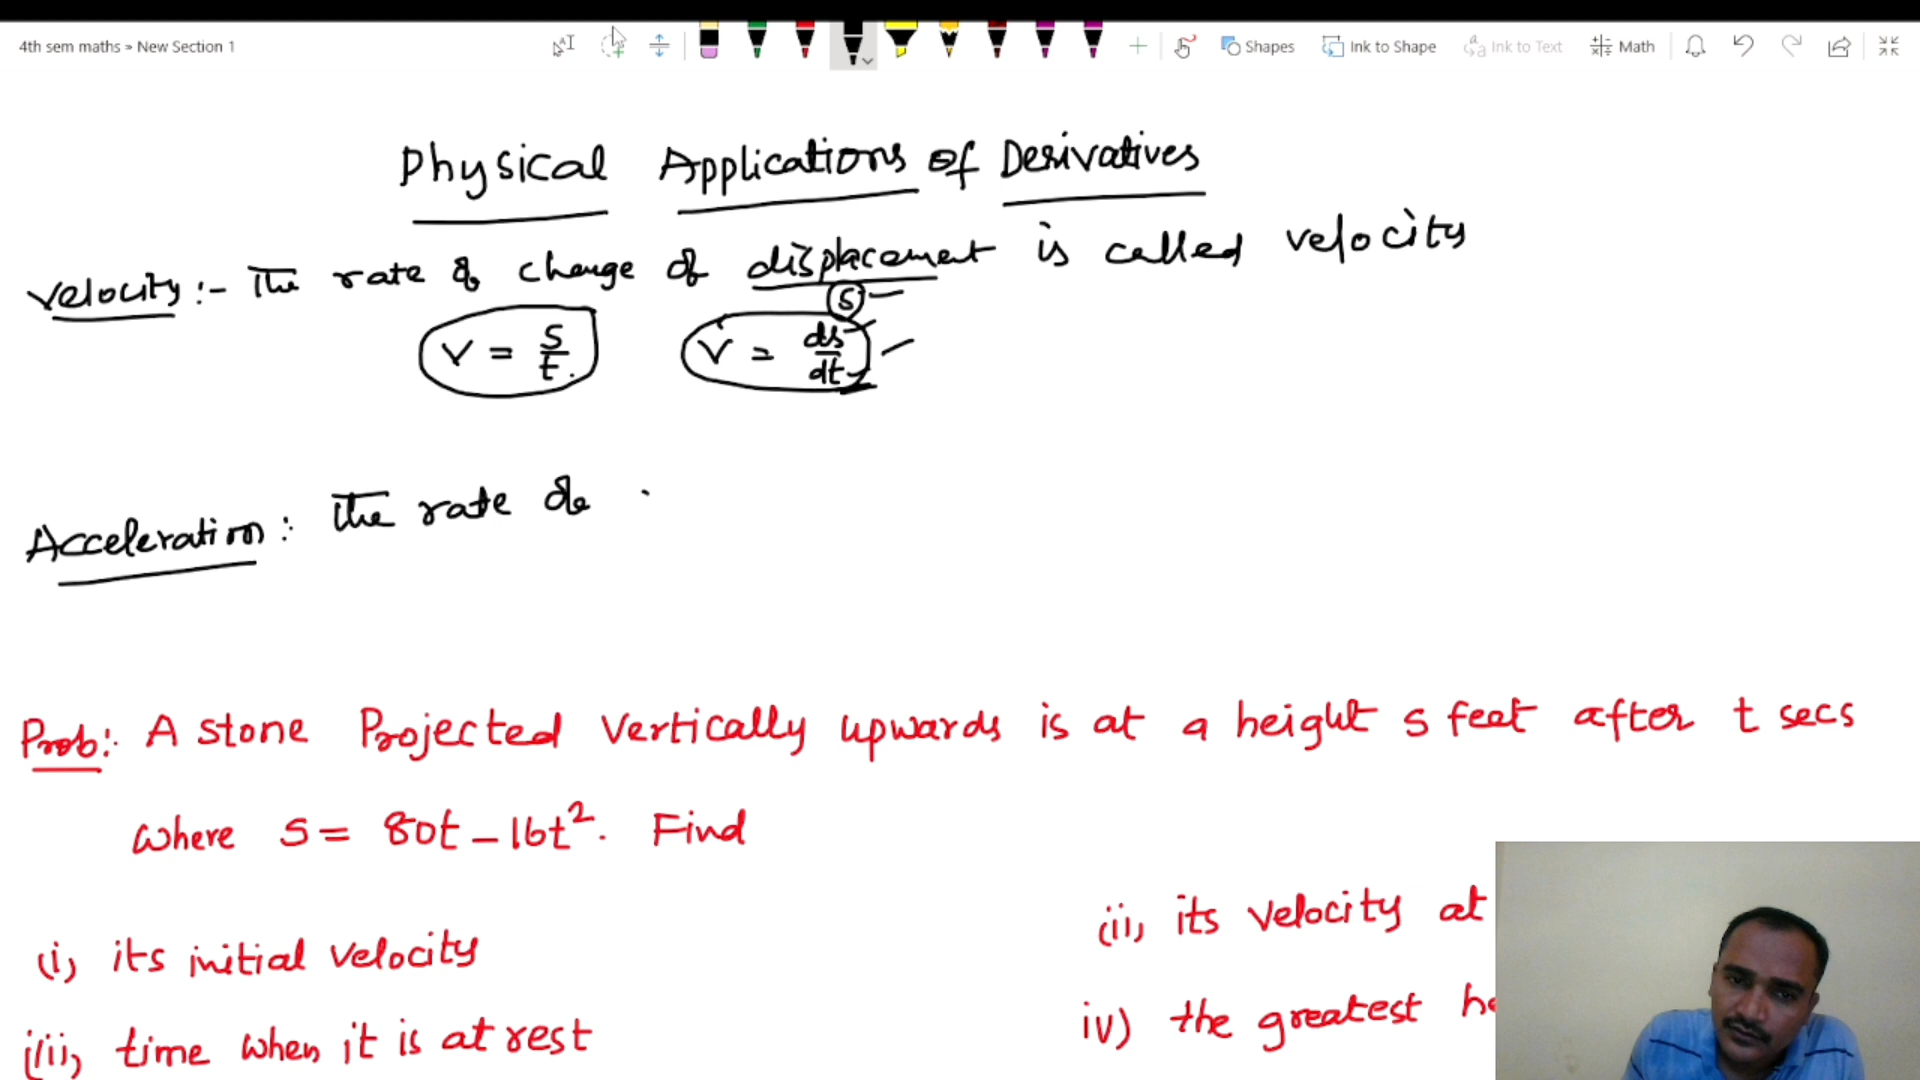 4th sem maths » New Section 1
Shapes Ink to Shape Ink to Text Math
Physical Applications of Derivatives
Velocity :- The rate of change of displacement is called velocity
S
V = S/t V = ds/dt
Acceleration : The rate of
Prob: A stone Projected vertically upwards is at a height s feet after t secs
where s = 80t - 16t². Find
(i) its initial velocity
(ii) its velocity at
(iii) time when it is at rest
iv) the greatest he